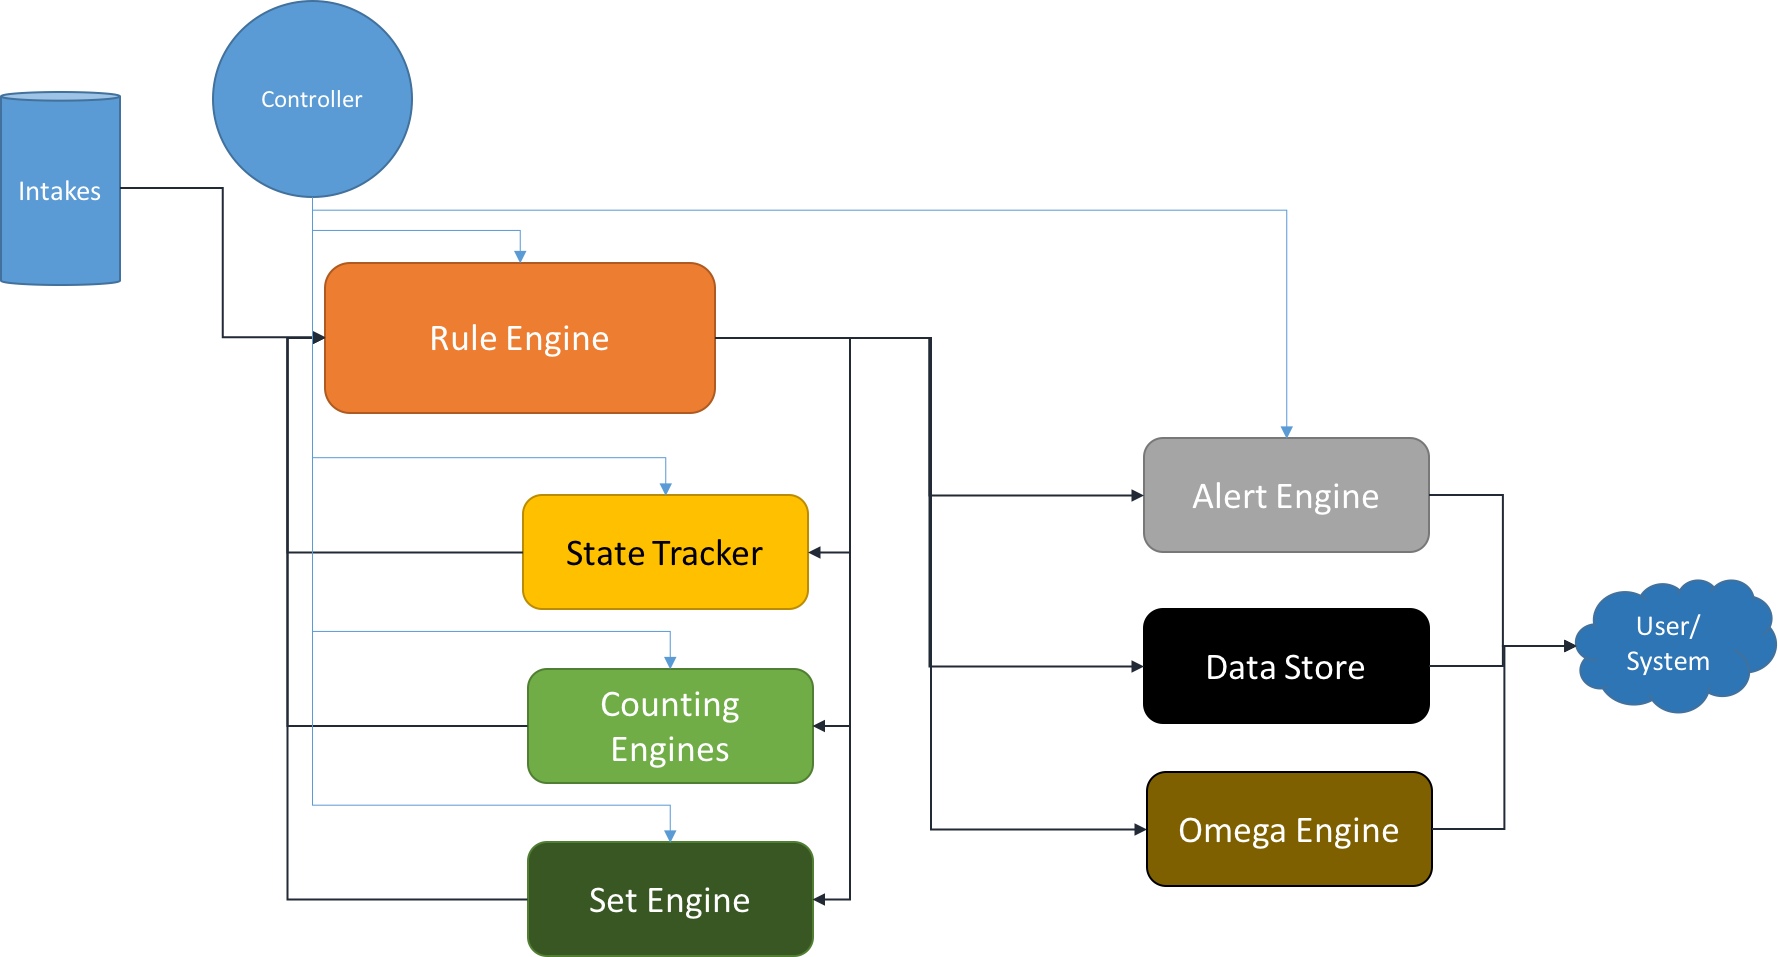 Controller
Intakes
Rule Engine
State Tracker
Counting
Engines
Set Engine
Alert Engine
Data Store
Omega Engine
User/
System